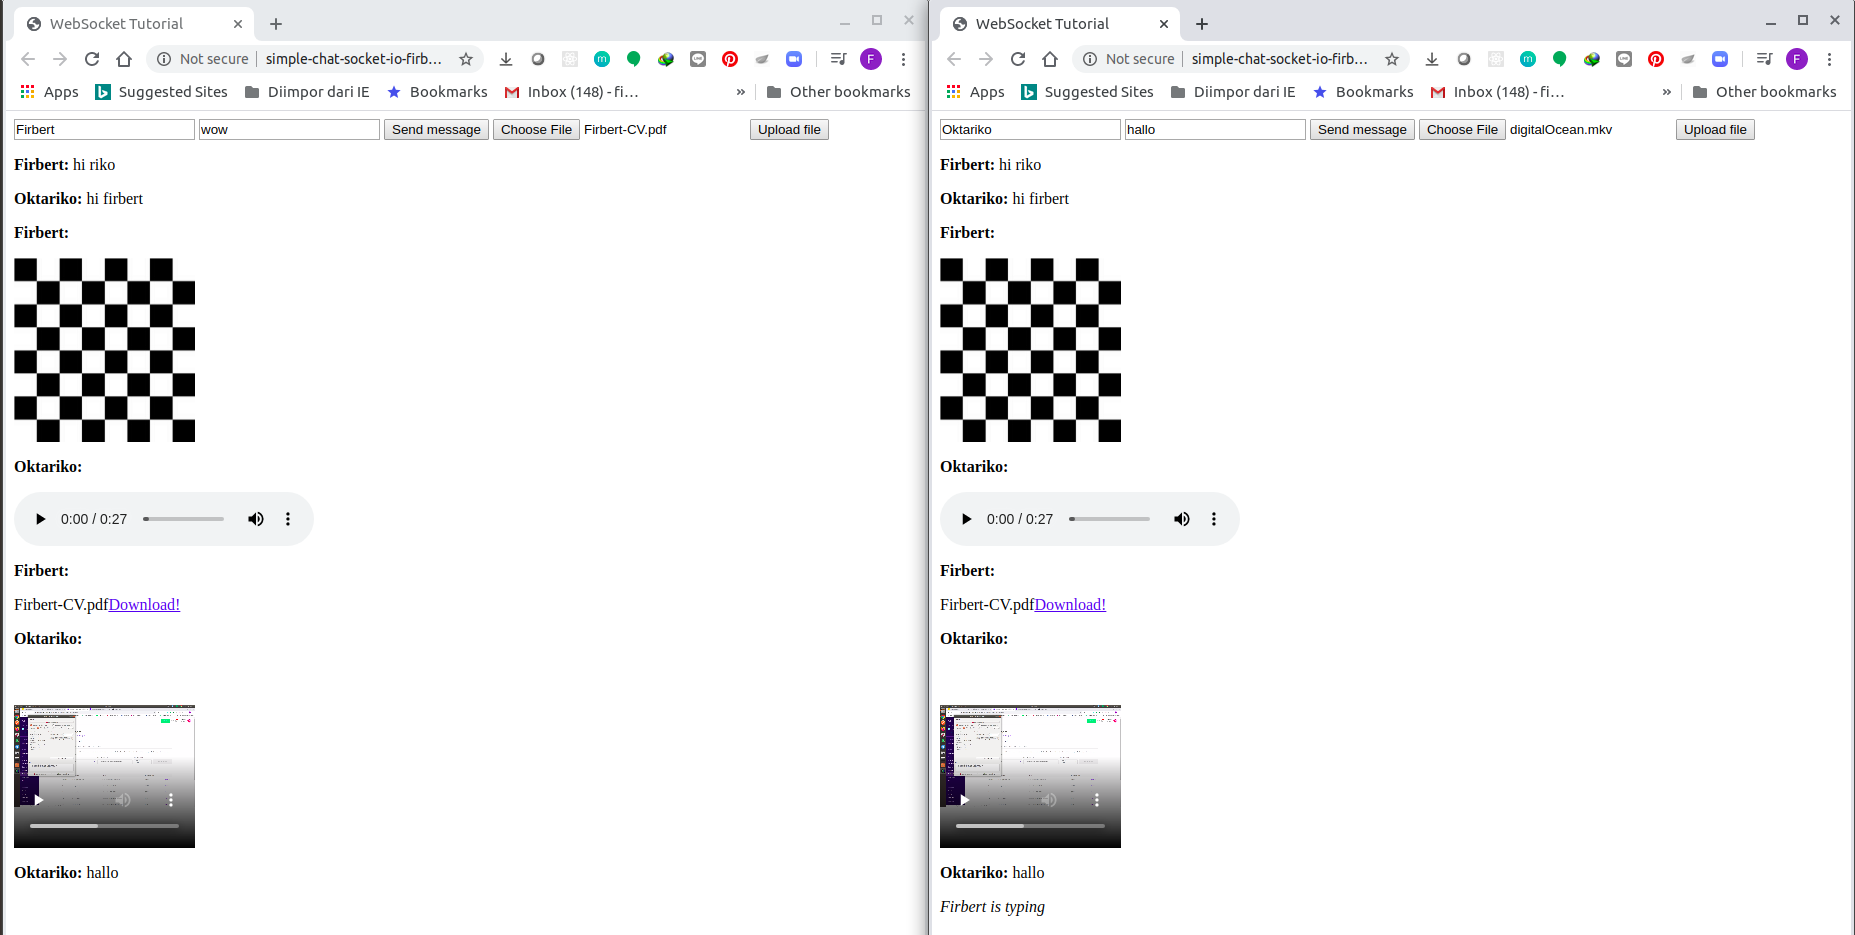 WebSocket Tutorial
Not secure simple-chat-socket-io-firb...
Apps Suggested Sites Diimpor dari IE Bookmarks Inbox (148) - fi... » Other bookmarks
Firbert wow Send message Choose File Firbert-CV.pdf Upload file
Firbert: hi riko
Oktariko: hi firbert
Firbert:
Oktariko:
0:00 / 0:27
Firbert:
Firbert-CV.pdfDownload!
Oktariko:
Oktariko: hallo
WebSocket Tutorial
Not secure simple-chat-socket-io-firb...
Apps Suggested Sites Diimpor dari IE Bookmarks Inbox (148) - fi... » Other bookmarks
Oktariko hallo Send message Choose File digitalOcean.mkv Upload file
Firbert: hi riko
Oktariko: hi firbert
Firbert:
Oktariko:
0:00 / 0:27
Firbert:
Firbert-CV.pdfDownload!
Oktariko:
Oktariko: hallo
Firbert is typing